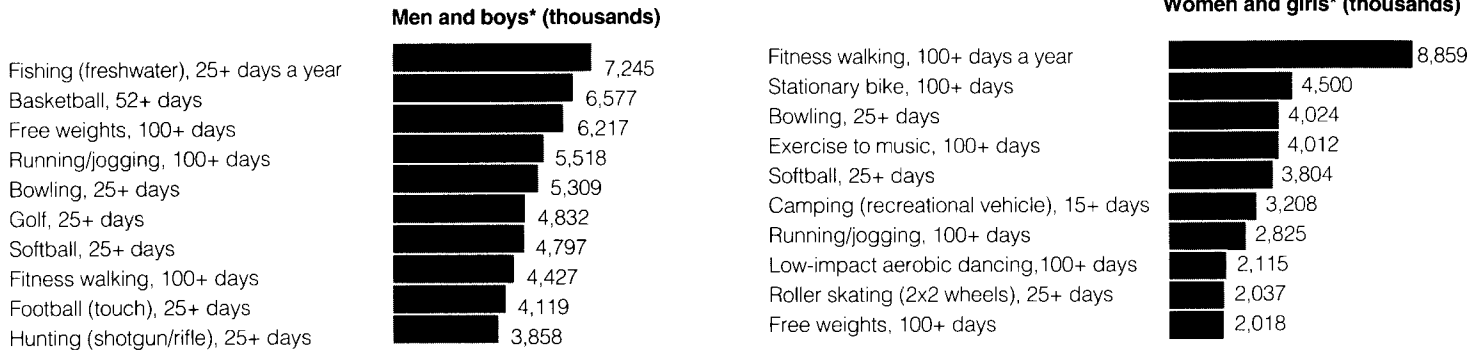 Men and boys* (thousands)
Fishing (freshwater), 25+ days a year 7,245
Basketball, 52+ days 6,577
Free weights, 100+ days 6,217
Running/jogging, 100+ days 5,518
Bowling, 25+ days 5,309
Golf, 25+ days 4,832
Softball, 25+ days 4,797
Fitness walking, 100+ days 4,427
Football (touch), 25+ days 4,119
Hunting (shotgun/rifle), 25+ days 3,858
Women and girls* (thousands)
Fitness walking, 100+ days a year 8,859
Stationary bike, 100+ days 4,500
Bowling, 25+ days 4,024
Exercise to music, 100+ days 4,012
Softball, 25+ days 3,804
Camping (recreational vehicle), 15+ days 3,208
Running/jogging, 100+ days 2,825
Low-impact aerobic dancing,100+ days 2,115
Roller skating (2x2 wheels), 25+ days 2,037
Free weights, 100+ days 2,018